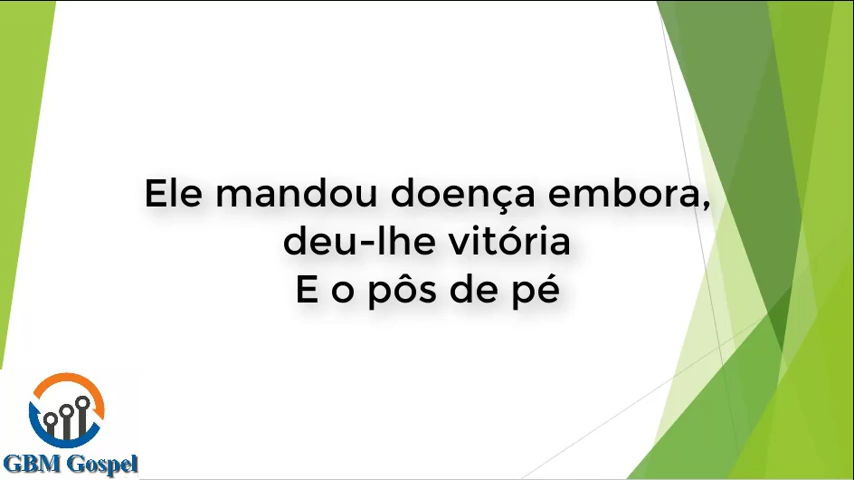 Ele mandou doença embora,
deu-lhe vitória
E o pôs de pé
GBM Gospel